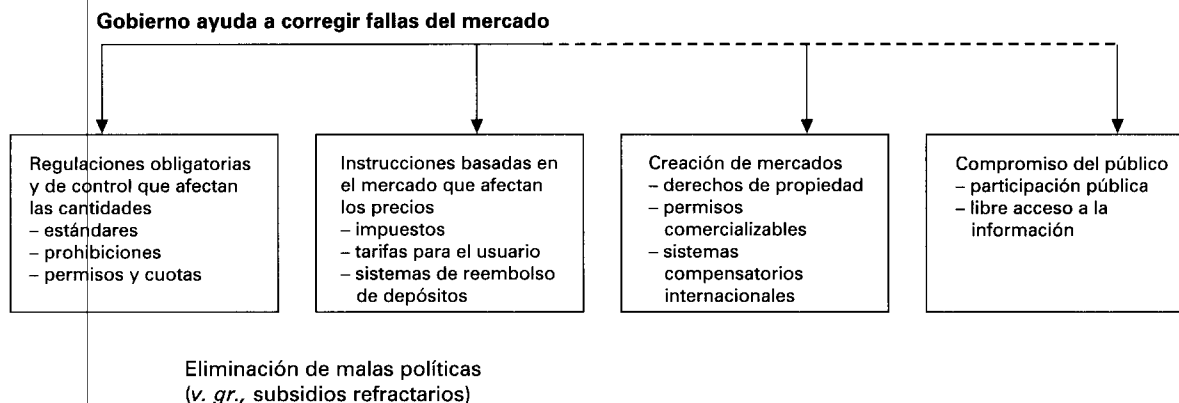 Gobierno ayuda a corregir fallas del mercado
Regulaciones obligatorias
y de control que afectan
las cantidades
– estándares
– prohibiciones
– permisos y cuotas
Instrucciones basadas en
el mercado que afectan
los precios
– impuestos
– tarifas para el usuario
– sistemas de reembolso
de depósitos
Creación de mercados
– derechos de propiedad
– permisos
comercializables
– sistemas
compensatorios
internacionales
Compromiso del público
– participación pública
– libre acceso a la
información
Eliminación de malas políticas
(v. gr., subsidios refractarios)